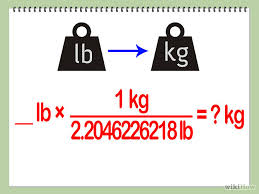 lb kg
__ lb × 1 kg / 2.2046226218 lb = ? kg
wikiHow